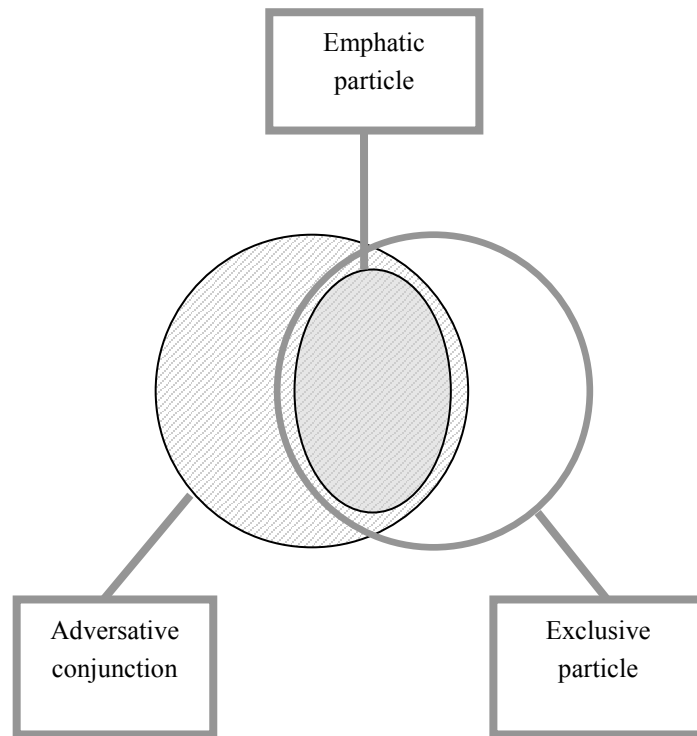 Emphatic
particle
Adversative
conjunction
Exclusive
particle